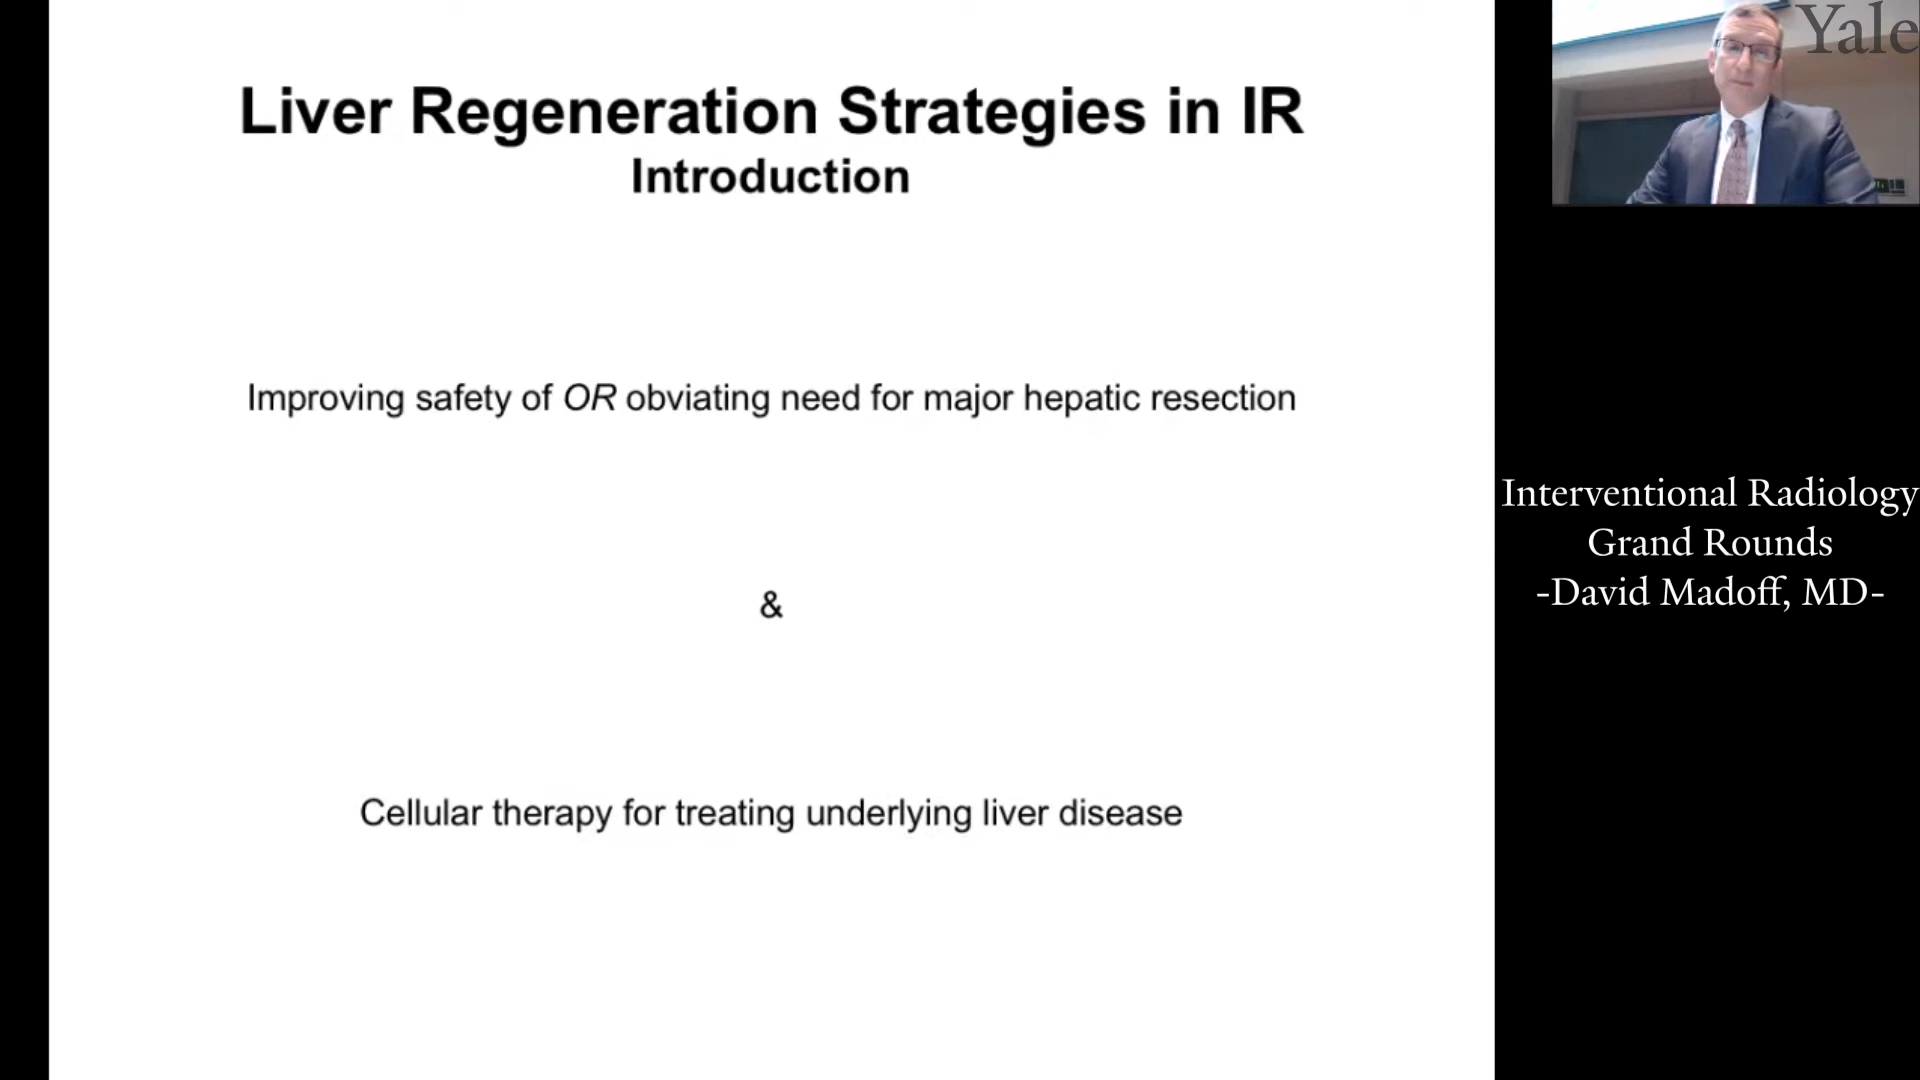 Liver Regeneration Strategies in IR
Introduction
Improving safety of OR obviating need for major hepatic resection
&
Cellular therapy for treating underlying liver disease
Yale
Interventional Radiology
Grand Rounds
-David Madoff, MD-